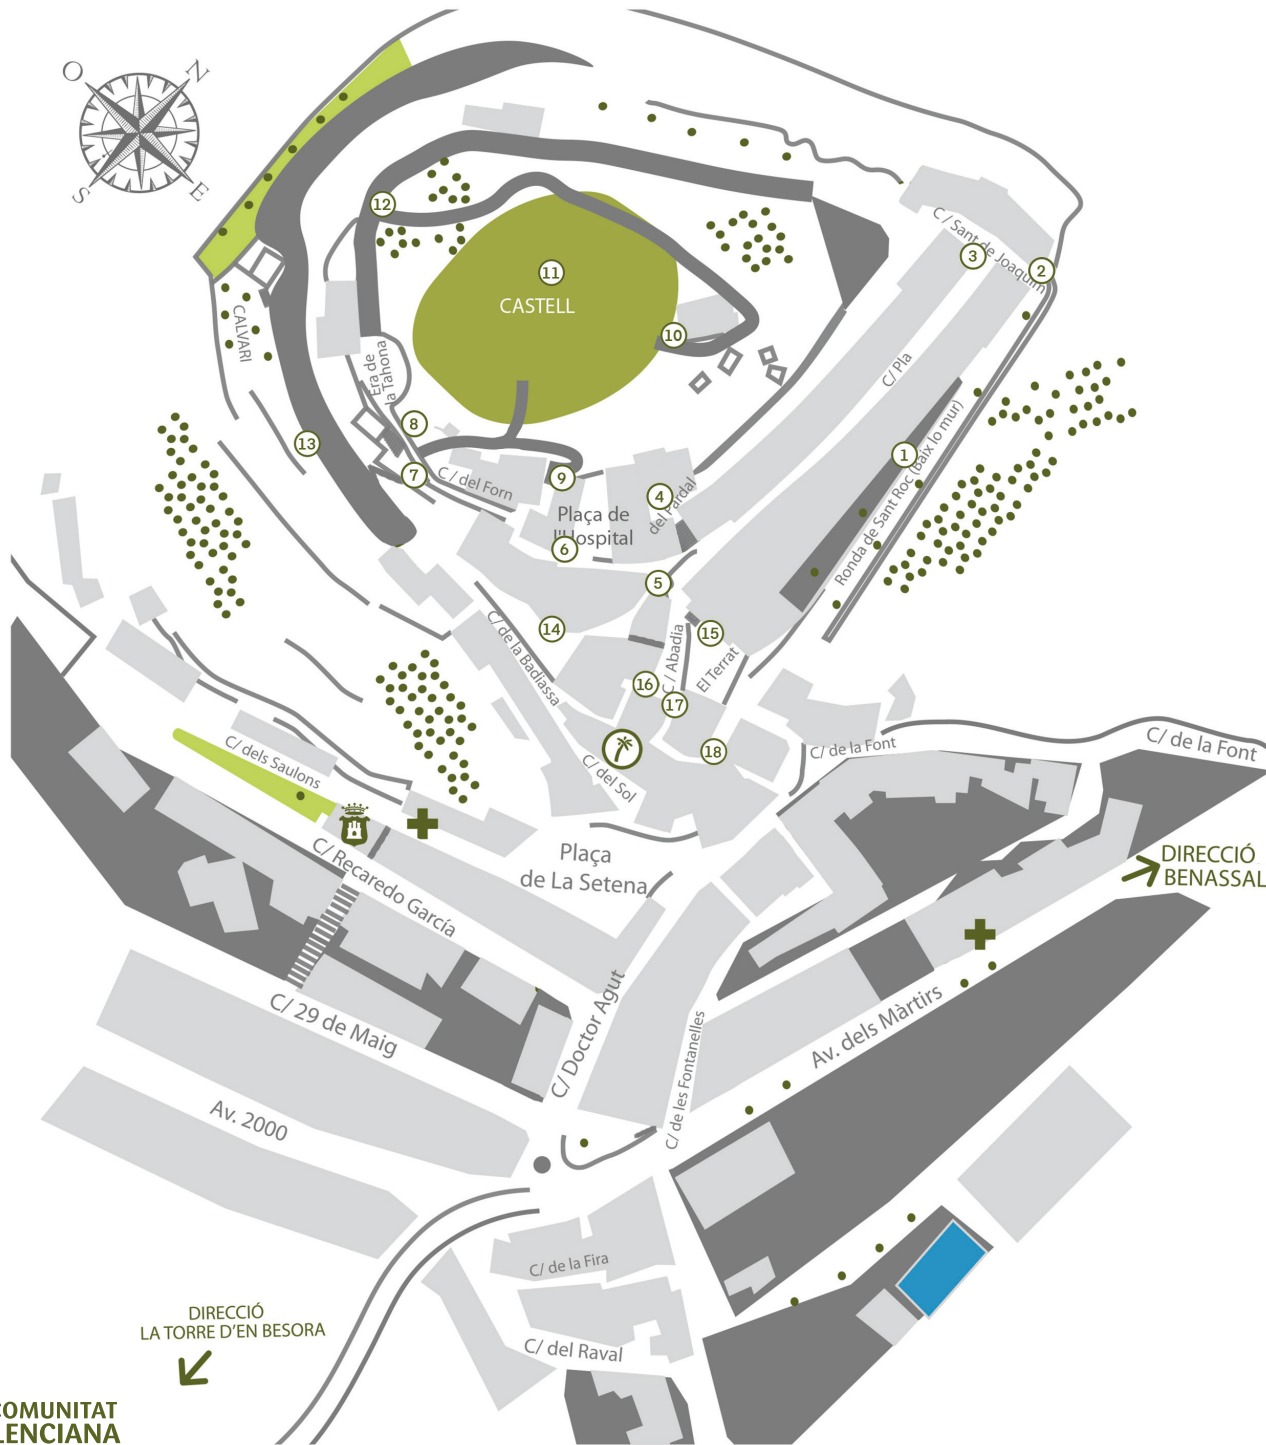 O
N
S
E
C/ Sant de Joaquim
3
2
12
11
CASTELL
10
CALVARI
Era de
la Tahona
C/ Pla
8
13
7
C/ del Forn
9
4
del Pardal
1
Ronda de Sant Roc (Baix lo mur)
Plaça de
l'Hospital
6
5
14
C/ de la Badiassa
15
C/ Abadia
El Terrat
16
17
18
C/ de la Font
C/ de la Font
C/ dels Saulons
C/ del Sol
C/ Recaredo García
Plaça
de La Setena
DIRECCIÓ
BENASSAL
C/ 29 de Maig
C/ Doctor Agut
C/ de les Fontanelles
Av. dels Màrtirs
Av. 2000
C/ de la Fira
C/ del Raval
DIRECCIÓ
LA TORRE D'EN BESORA
COMUNITAT
LENCIANA